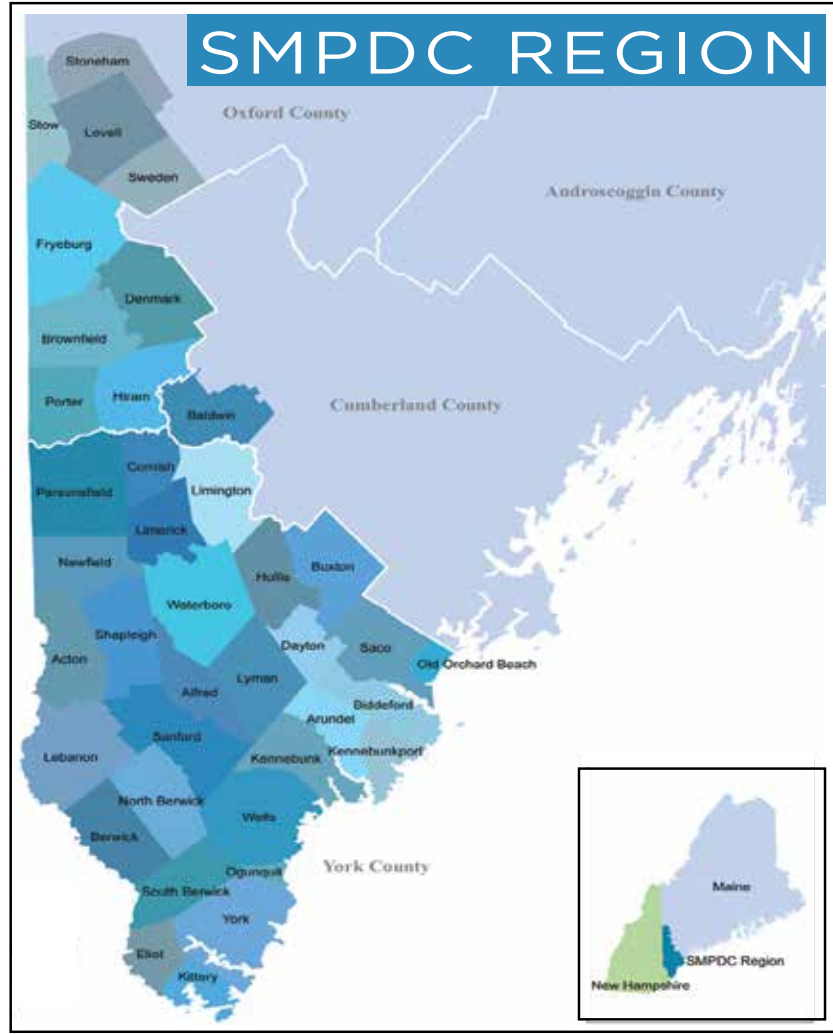 SMPDC REGION
Stoneham
Oxford County
Stow
Lovell
Sweden
Androscoggin County
Fryeburg
Denmark
Brownfield
Porter
Hiram
Baldwin
Cumberland County
Cornish
Parsonsfield
Limington
Limerick
Newfield
Hollis
Buxton
Waterboro
Shapleigh
Dayton
Saco
Acton
Old Orchard Beach
Lyman
Alfred
Biddeford
Arundel
Sanford
Kennebunkport
Lebanon
Kennebunk
North Berwick
Wells
Berwick
Ogunquit
York County
South Berwick
York
Eliot
Kittery
Maine
SMPDC Region
New Hampshire